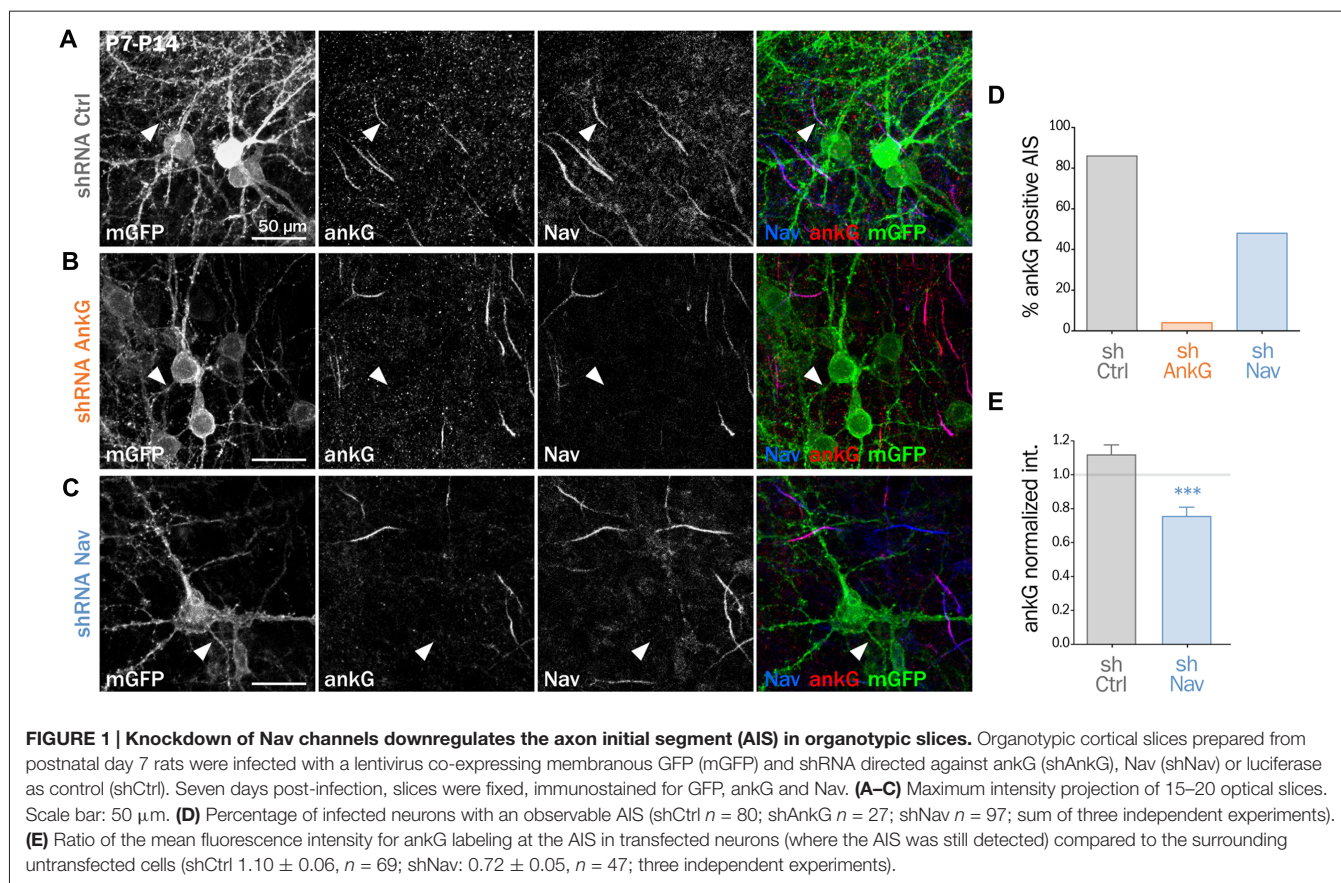 A
P7-P14
shRNA Ctrl
50 µm
mGFP
ankG
Nav
Nav ankG mGFP
B
shRNA AnkG
mGFP
ankG
Nav
Nav ankG mGFP
C
shRNA Nav
mGFP
ankG
Nav
Nav ankG mGFP
D
% ankG positive AIS
100
80
60
40
20
0
sh Ctrl
sh AnkG
sh Nav
E
ankG normalized int.
1.2
1.0
0.8
0.6
0.4
0.2
0.0
***
sh Ctrl
sh Nav
FIGURE 1 | Knockdown of Nav channels downregulates the axon initial segment (AIS) in organotypic slices. Organotypic cortical slices prepared from
postnatal day 7 rats were infected with a lentivirus co-expressing membranous GFP (mGFP) and shRNA directed against ankG (shAnkG), Nav (shNav) or luciferase
as control (shCtrl). Seven days post-infection, slices were fixed, immunostained for GFP, ankG and Nav. (A–C) Maximum intensity projection of 15–20 optical slices.
Scale bar: 50 µm. (D) Percentage of infected neurons with an observable AIS (shCtrl n = 80; shAnkG n = 27; shNav n = 97; sum of three independent experiments).
(E) Ratio of the mean fluorescence intensity for ankG labeling at the AIS in transfected neurons (where the AIS was still detected) compared to the surrounding
untransfected cells (shCtrl 1.10 ± 0.06, n = 69; shNav: 0.72 ± 0.05, n = 47; three independent experiments).